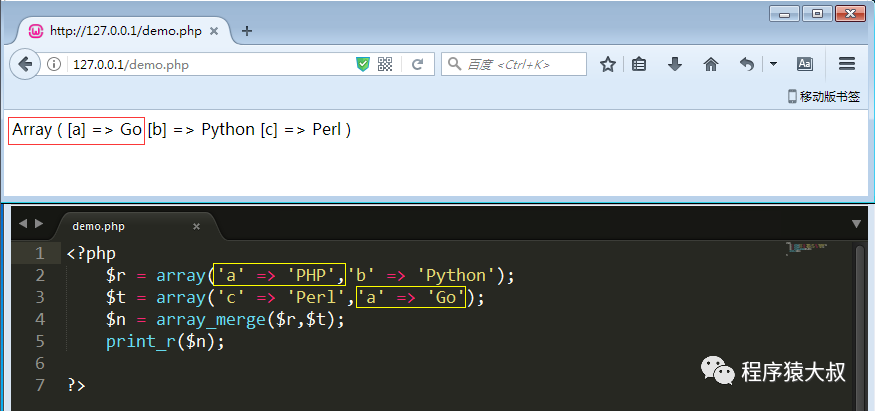 http://127.0.0.1/demo.php
127.0.0.1/demo.php
百度 <Ctrl+K>
移动版书签
Array ( [a] => Go [b] => Python [c] => Perl )
demo.php
1 <?php
2 $r = array('a' => 'PHP','b' => 'Python');
3 $t = array('c' => 'Perl','a' => 'Go');
4 $n = array_merge($r,$t);
5 print_r($n);
6
7 ?>
程序猿大叔